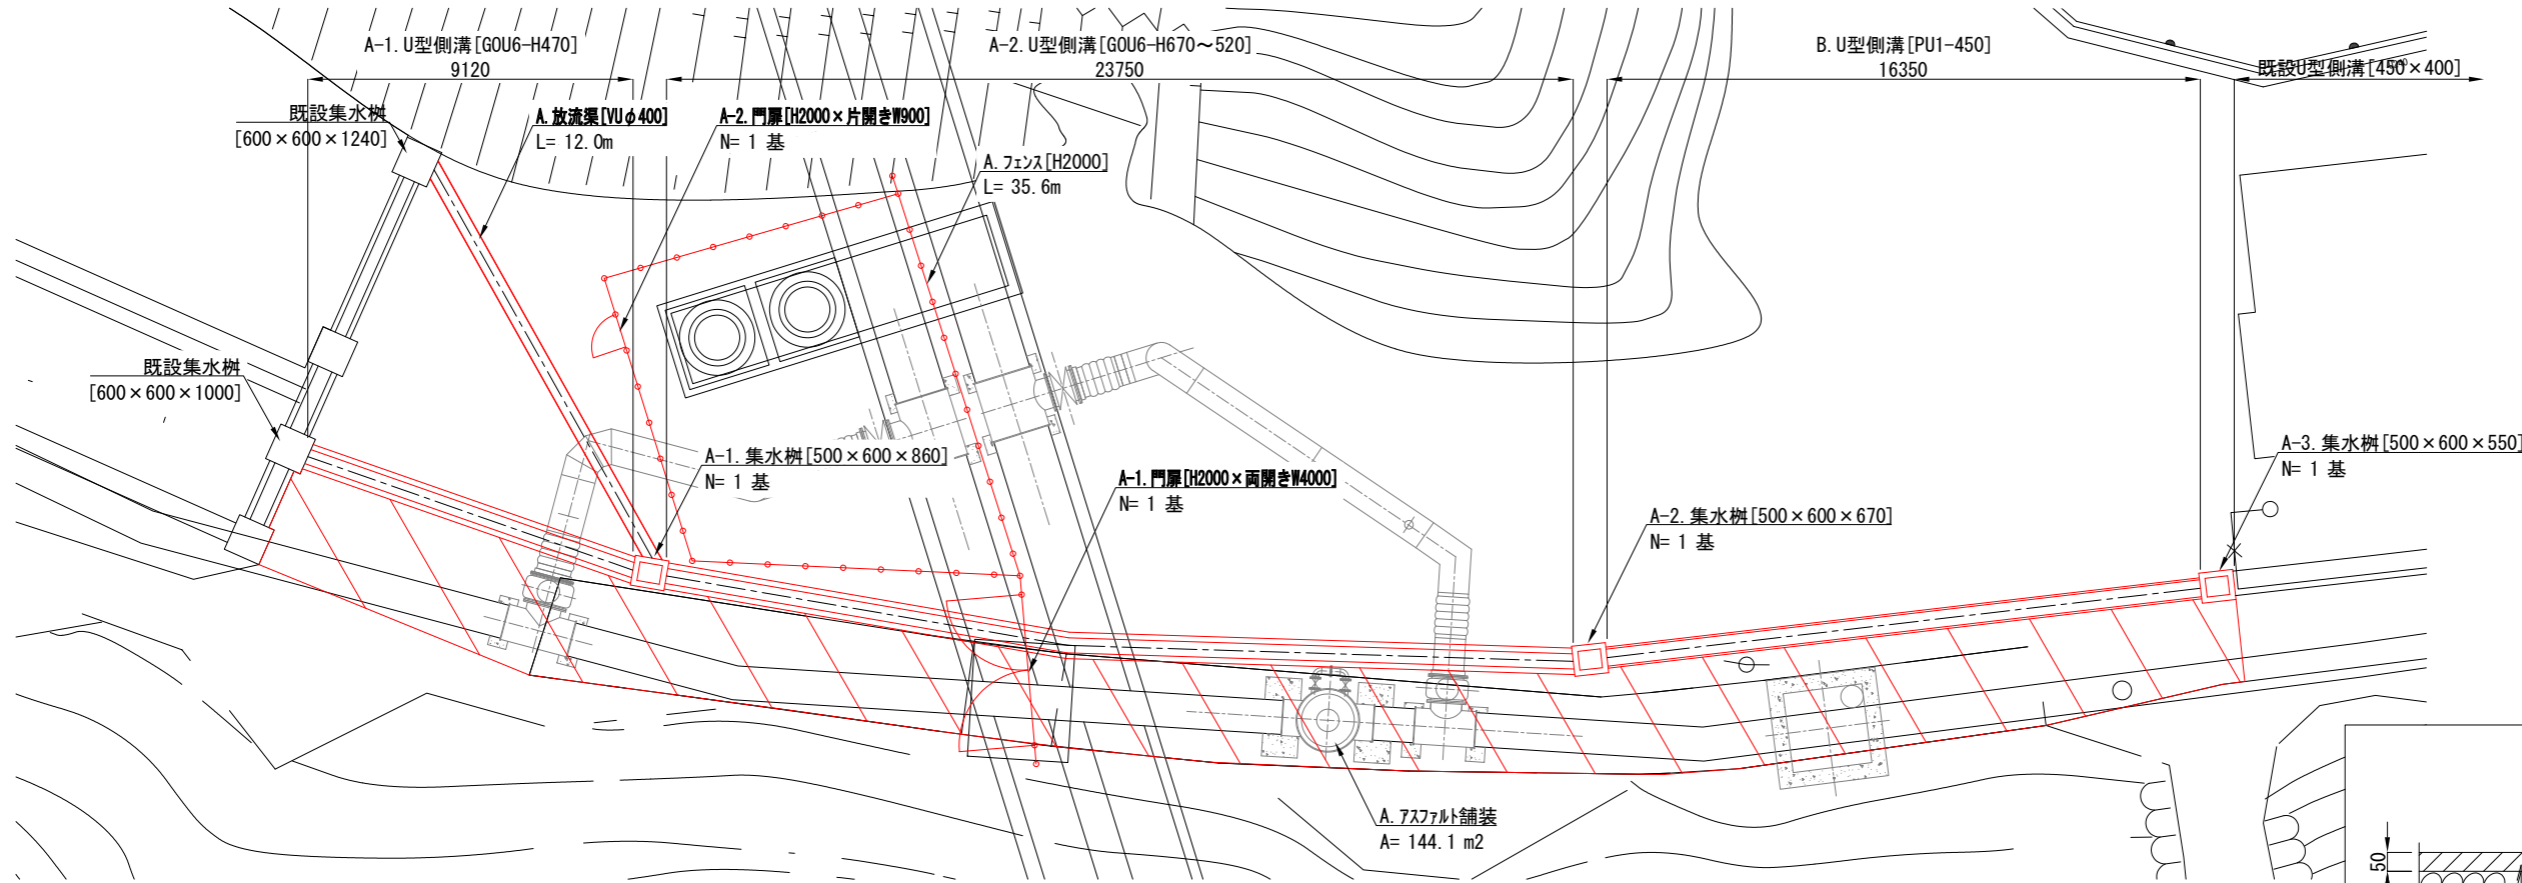 A-1. U型側溝[GOU6-H470]
9120
A-2. U型側溝[GOU6-H670～520]
23750
B. U型側溝[PU1-450]
16350
既設U型側溝[450×400]
既設集水桝
[600×600×1240]
A. 放流渠[VUφ400]
L= 12.0m
A-2. 門扉[H2000×片開きW900]
N= 1 基
A. フェンス[H2000]
L= 35.6m
既設集水桝
[600×600×1000]
A-1. 集水桝[500×600×860]
N= 1 基
A-1. 門扉[H2000×両開きW4000]
N= 1 基
A-2. 集水桝[500×600×670]
N= 1 基
A-3. 集水桝[500×600×550]
N= 1 基
A. アスファルト舗装
A= 144.1 m2
50